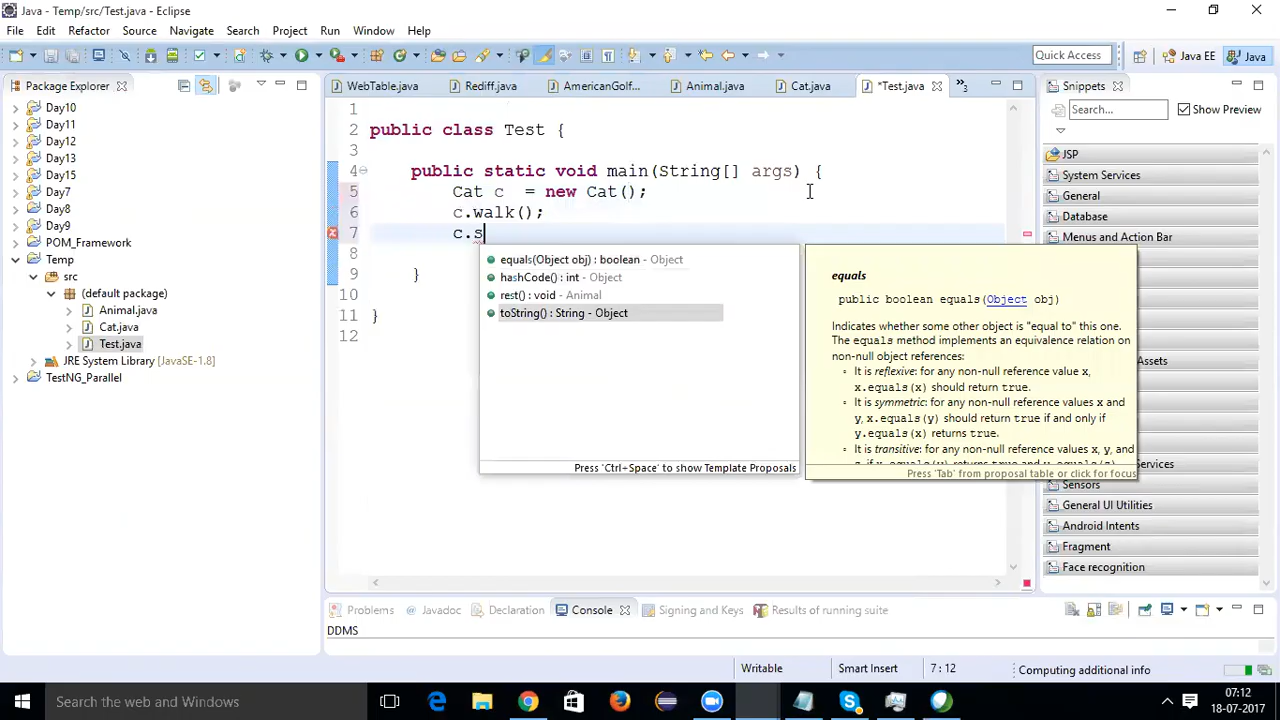 Java - Temp/src/Test.java - Eclipse
File Edit Refactor Source Navigate Search Project Run Window Help
Quick Access
Java EE
Java
Package Explorer
WebTable.java
Rediff.java
AmericanGolf...
Animal.java
Cat.java
*Test.java
»3
Snippets
Day10
Day11
Day12
Day13
Day15
Day7
Day8
Day9
POM_Framework
Temp
src
(default package)
Animal.java
Cat.java
Test.java
JRE System Library [JavaSE-1.8]
TestNG_Parallel
1
2 public class Test {
3
4 public static void main(String[] args) {
5 Cat c = new Cat();
6 c.walk();
7 c.s
8
9 }
10
11 }
12
equals(Object obj) : boolean - Object
hashCode() : int - Object
rest() : void - Animal
toString() : String - Object
Press 'Ctrl+Space' to show Template Proposals
equals
public boolean equals(Object obj)
Indicates whether some other object is "equal to" this one.
The equals method implements an equivalence relation on
non-null object references:
It is reflexive: for any non-null reference value x,
x.equals(x) should return true.
It is symmetric: for any non-null reference values x and
y, x.equals(y) should return true if and only if
y.equals(x) returns true.
It is transitive: for any non-null reference values x, y, and
Press 'Tab' from proposal table or click for focus
Search...
Show Preview
JSP
System Services
General
Database
Menus and Action Bar
Assets
Services
Sensors
General UI Utilities
Android Intents
Fragment
Face recognition
Problems
Javadoc
Declaration
Console
Signing and Keys
Results of running suite
DDMS
Writable
Smart Insert
7 : 12
Computing additional info
Search the web and Windows
07:12
18-07-2017